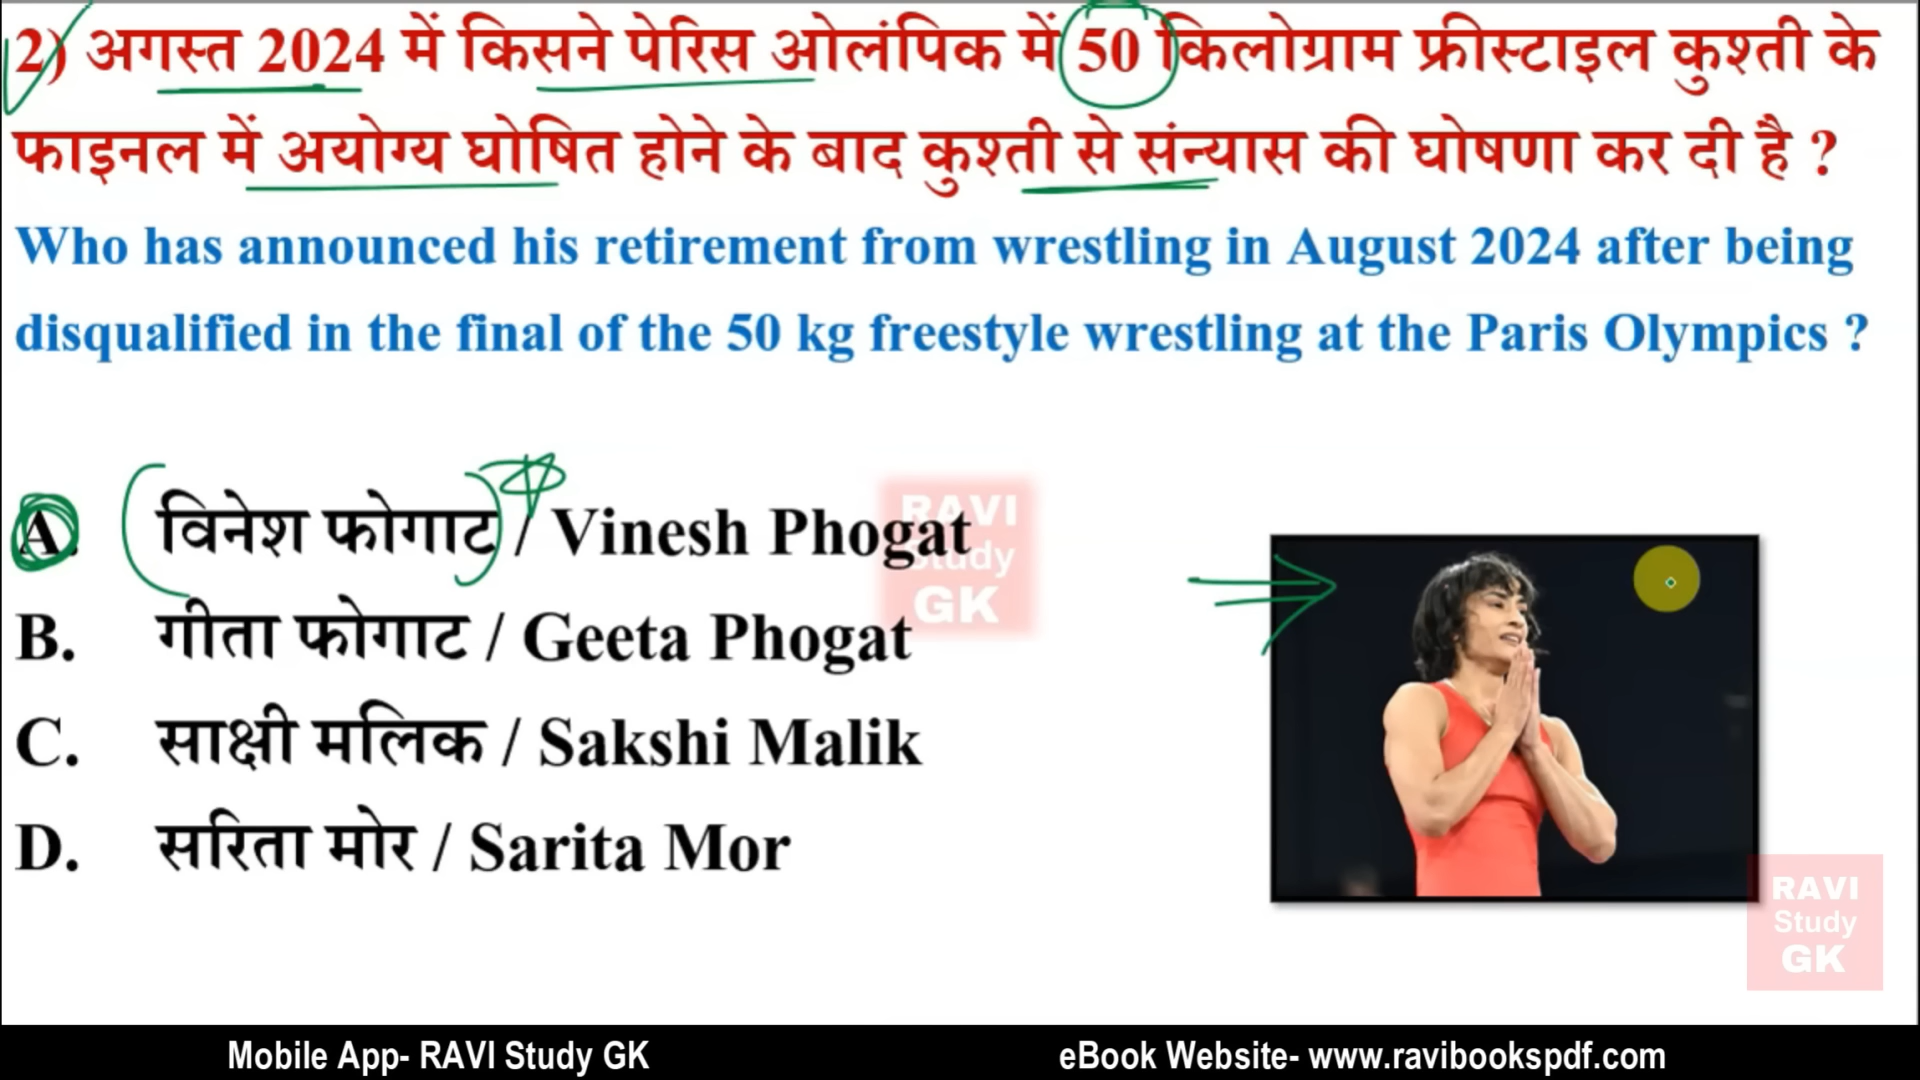 2) अगस्त 2024 में किसने पेरिस ओलंपिक में 50 किलोग्राम फ्रीस्टाइल कुश्ती के
फाइनल में अयोग्य घोषित होने के बाद कुश्ती से संन्यास की घोषणा कर दी है ?
Who has announced his retirement from wrestling in August 2024 after being
disqualified in the final of the 50 kg freestyle wrestling at the Paris Olympics ?
A. विनेश फोगाट / Vinesh Phogat
B. गीता फोगाट / Geeta Phogat
C. साक्षी मलिक / Sakshi Malik
D. सरिता मोर / Sarita Mor
RAVI
Study
GK
RAVI
Study
GK
Mobile App- RAVI Study GK
eBook Website- www.ravibookspdf.com